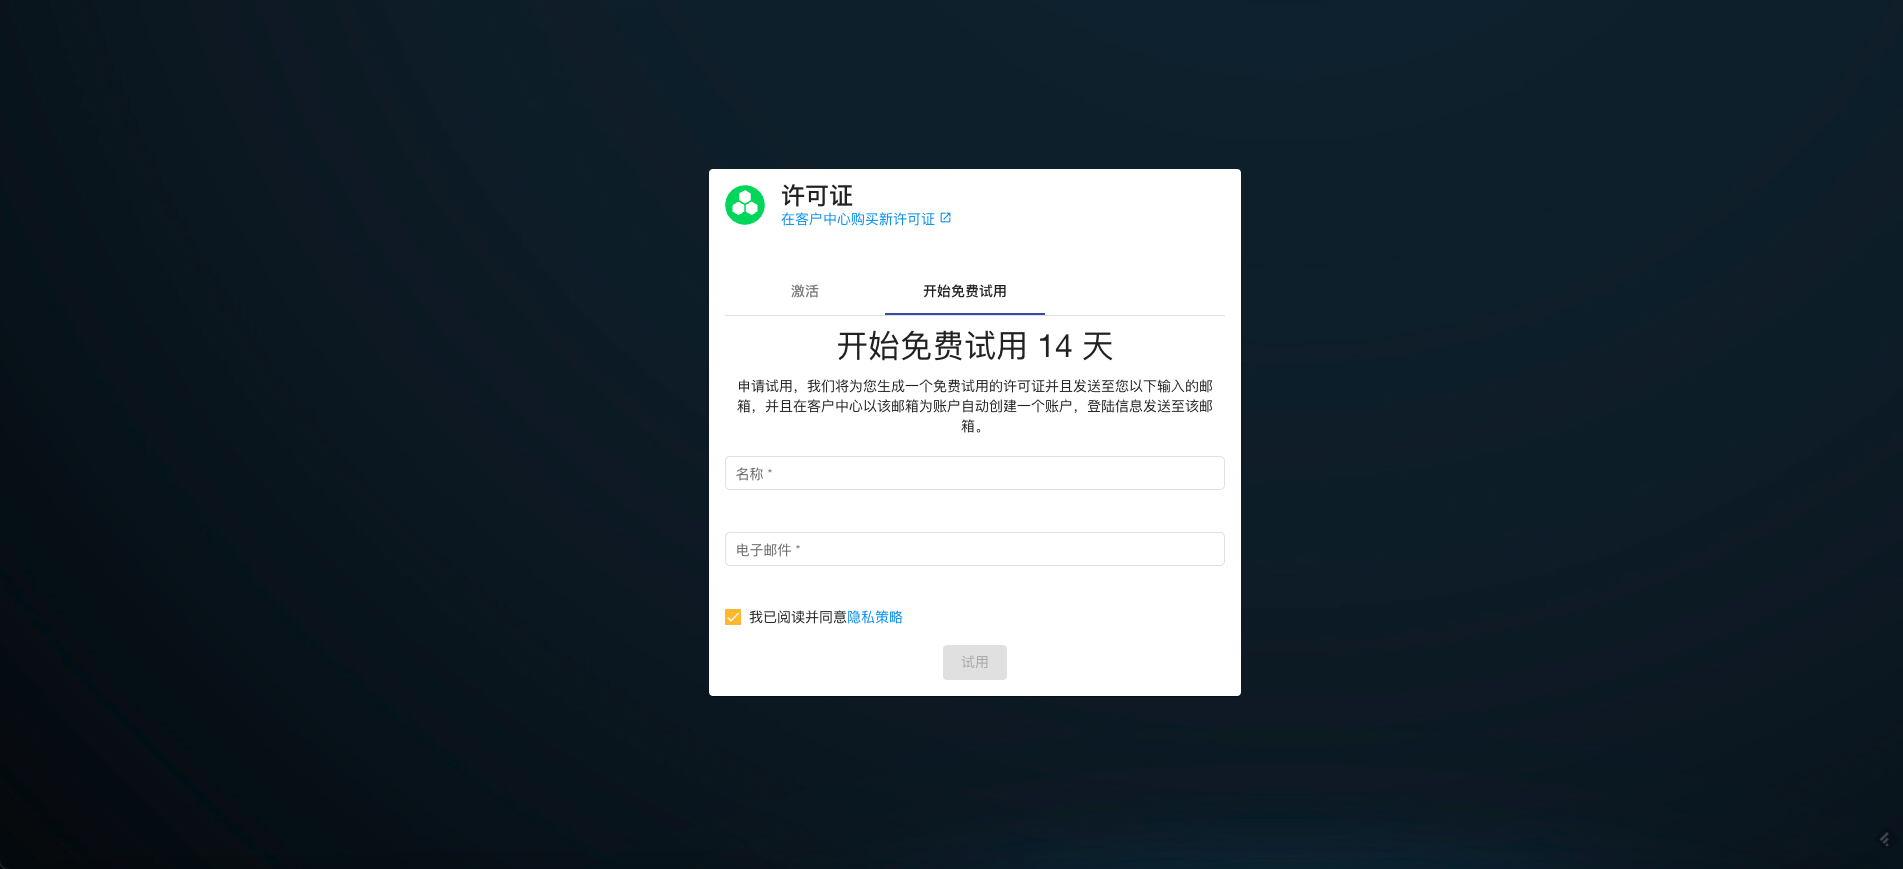 许可证
在客户中心购买新许可证
激活
开始免费试用
开始免费试用 14 天
申请试用，我们将为您生成一个免费试用的许可证并且发送至您以下输入的邮
箱，并且在客户中心以该邮箱为账户自动创建一个账户，登陆信息发送至该邮
箱。
名称 *
电子邮件 *
我已阅读并同意隐私策略
试用